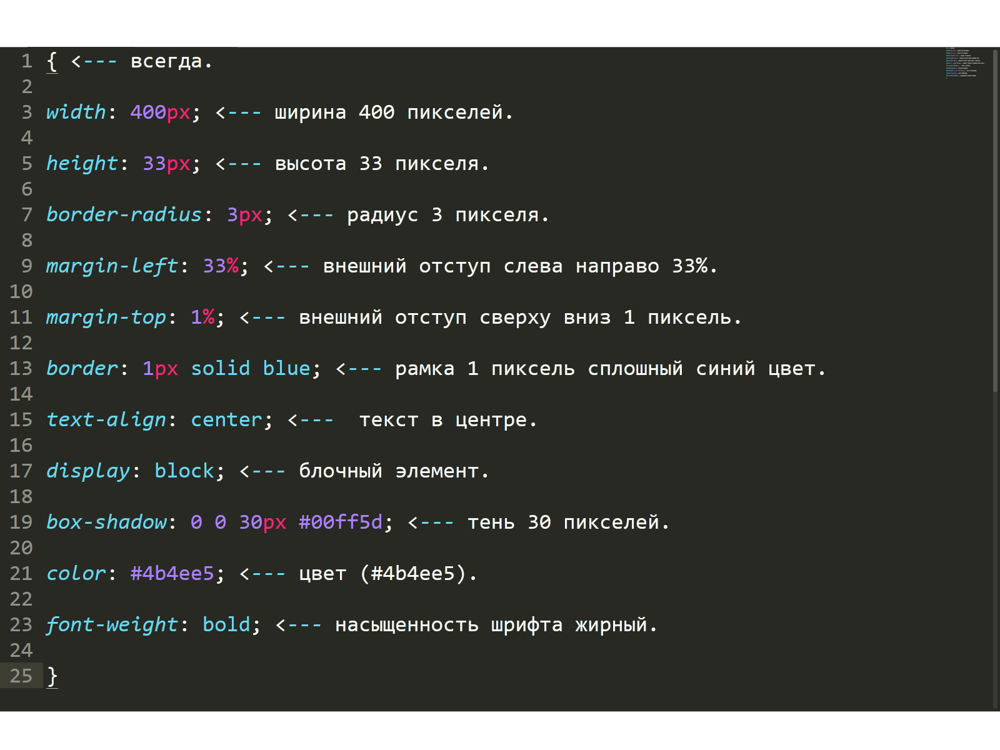 1 { <--- всегда.
2
3 width: 400px; <--- ширина 400 пикселей.
4
5 height: 33px; <--- высота 33 пикселя.
6
7 border-radius: 3px; <--- радиус 3 пикселя.
8
9 margin-left: 33%; <--- внешний отступ слева направо 33%.
10
11 margin-top: 1%; <--- внешний отступ сверху вниз 1 пиксель.
12
13 border: 1px solid blue; <--- рамка 1 пиксель сплошный синий цвет.
14
15 text-align: center; <---  текст в центре.
16
17 display: block; <--- блочный элемент.
18
19 box-shadow: 0 0 30px #00ff5d; <--- тень 30 пикселей.
20
21 color: #4b4ee5; <--- цвет (#4b4ee5).
22
23 font-weight: bold; <--- насыщенность шрифта жирный.
24
25 }